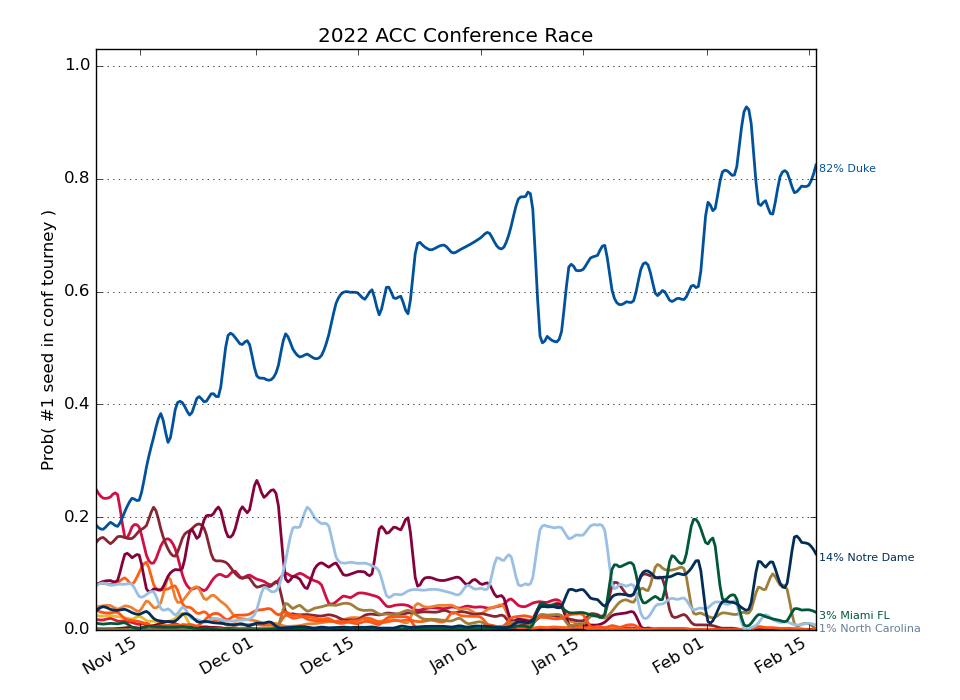 2022 ACC Conference Race
Prob( #1 seed in conf tourney )
1.0
0.8
0.6
0.4
0.2
0.0
82% Duke
14% Notre Dame
3% Miami FL
1% North Carolina
Nov 15
Dec 01
Dec 15
Jan 01
Jan 15
Feb 01
Feb 15